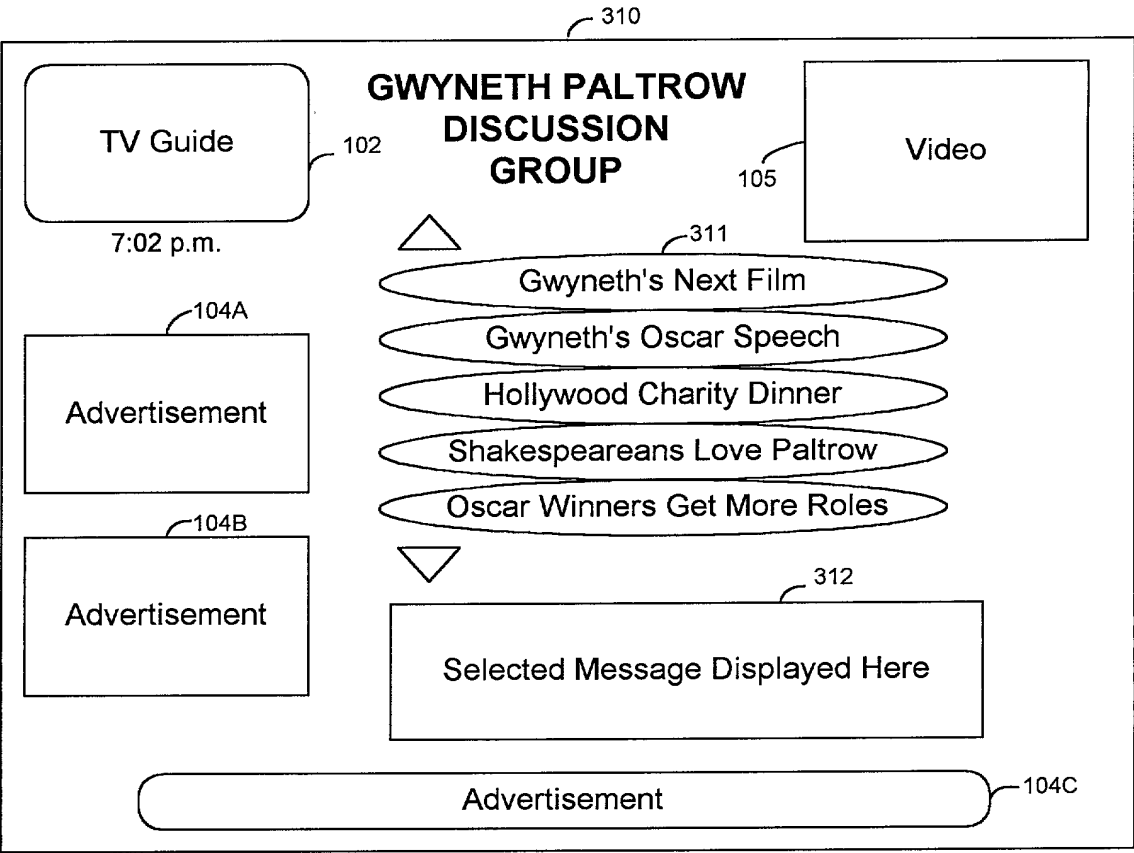 310
GWYNETH PALTROW
DISCUSSION
GROUP
TV Guide
102
105
Video
7:02 p.m.
311
Gwyneth's Next Film
Gwyneth's Oscar Speech
Hollywood Charity Dinner
Shakespeareans Love Paltrow
Oscar Winners Get More Roles
104A
Advertisement
104B
Advertisement
312
Selected Message Displayed Here
Advertisement
104C